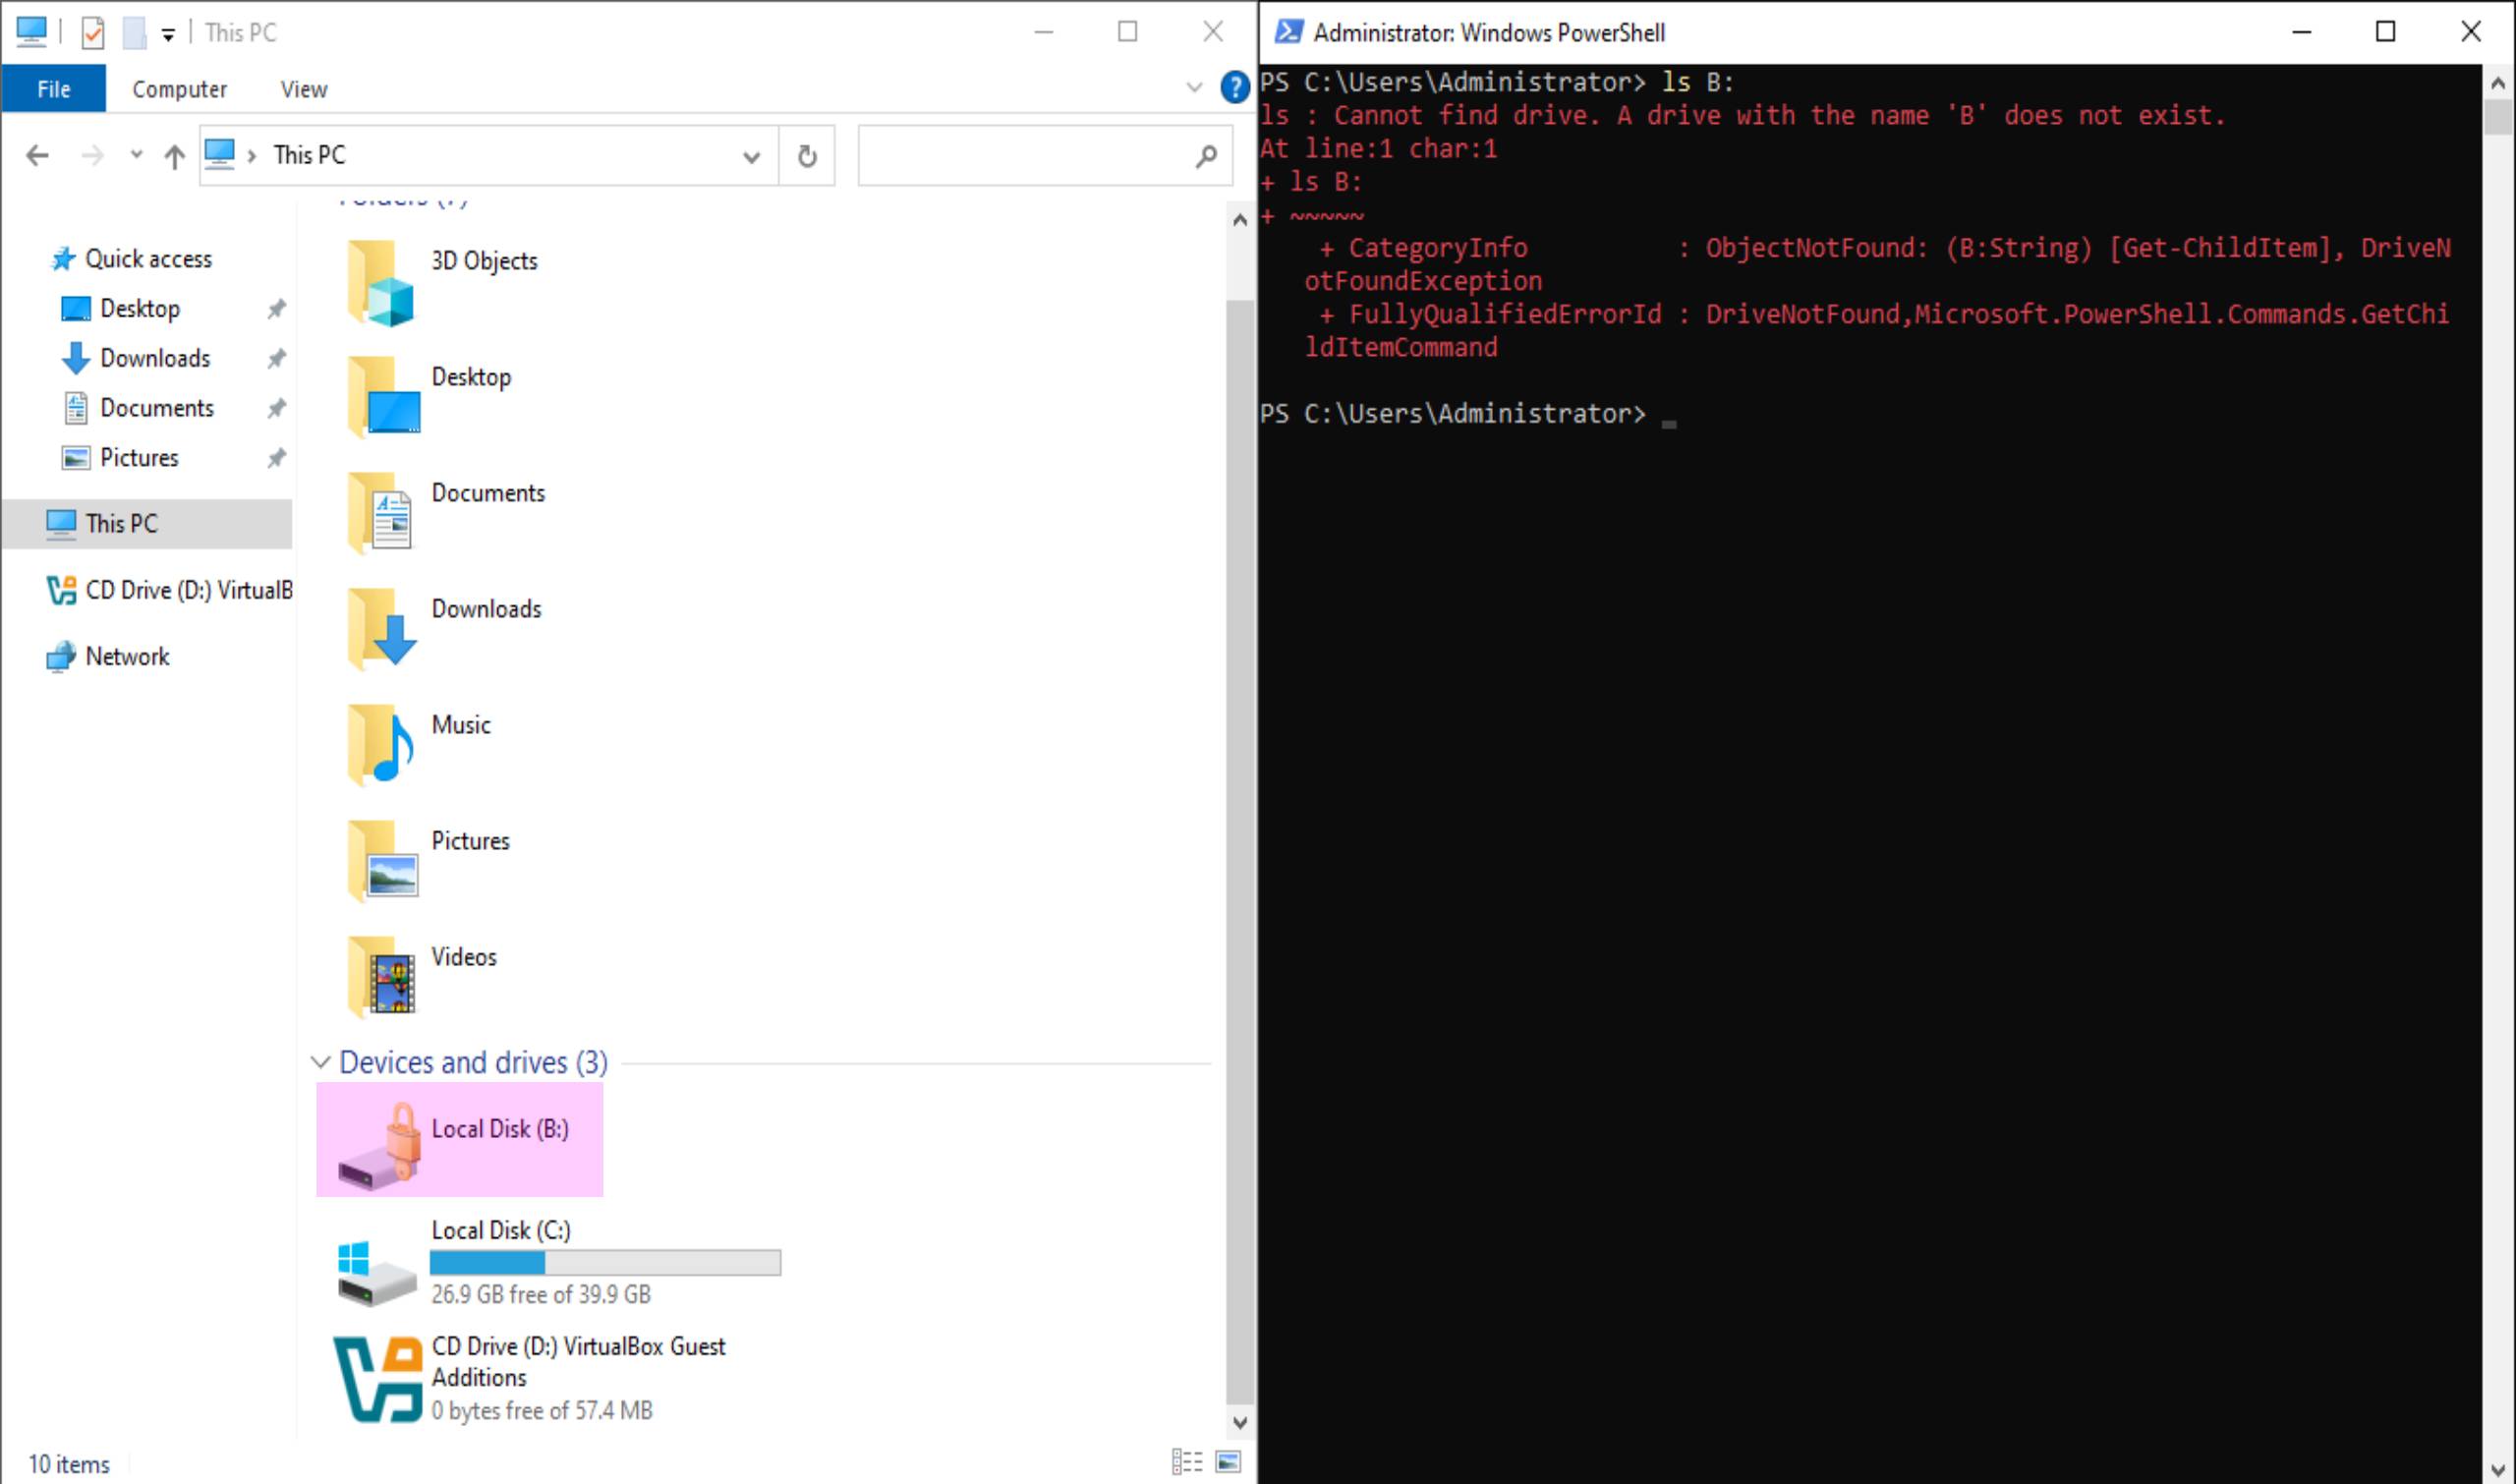 This PC
File Computer View
This PC
Quick access
Desktop
Downloads
Documents
Pictures
This PC
CD Drive (D:) VirtualB
Network
Folders (7)
3D Objects
Desktop
Documents
Downloads
Music
Pictures
Videos
Devices and drives (3)
Local Disk (B:)
Local Disk (C:)
26.9 GB free of 39.9 GB
CD Drive (D:) VirtualBox Guest
Additions
0 bytes free of 57.4 MB
10 items
Administrator: Windows PowerShell
PS C:\Users\Administrator> ls B:
ls : Cannot find drive. A drive with the name 'B' does not exist.
At line:1 char:1
+ ls B:
+ ~~~~~
    + CategoryInfo          : ObjectNotFound: (B:String) [Get-ChildItem], DriveN
   otFoundException
    + FullyQualifiedErrorId : DriveNotFound,Microsoft.PowerShell.Commands.GetChi
   ldItemCommand
PS C:\Users\Administrator> _